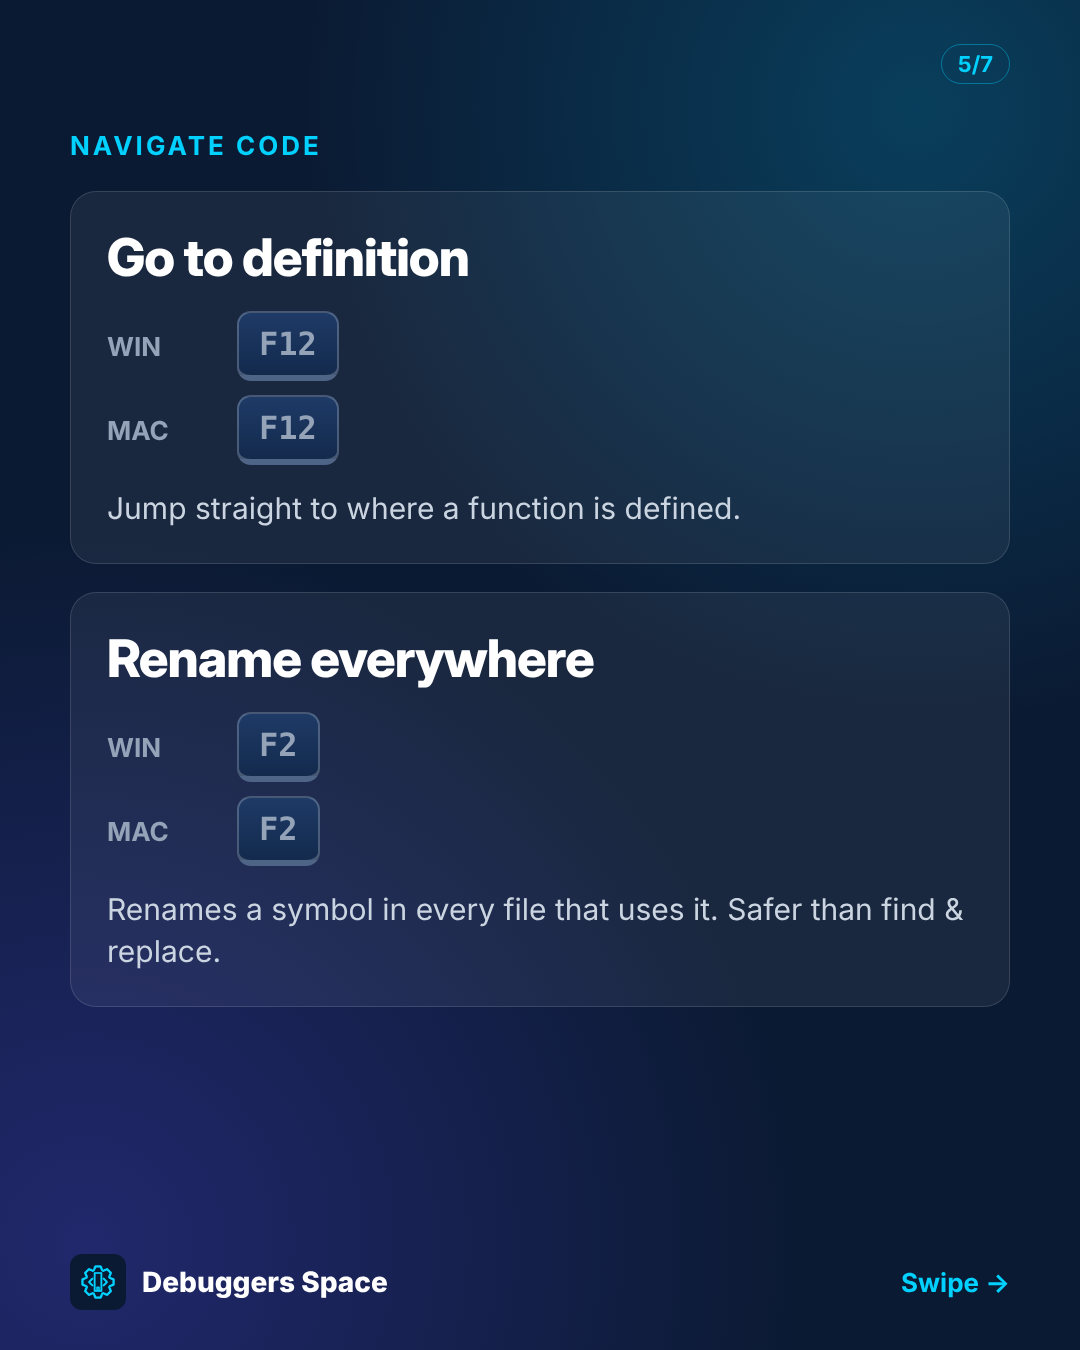 5/7
NAVIGATE CODE
Go to definition
WIN F12
MAC F12
Jump straight to where a function is defined.
Rename everywhere
WIN F2
MAC F2
Renames a symbol in every file that uses it. Safer than find &
replace.
Debuggers Space
Swipe →